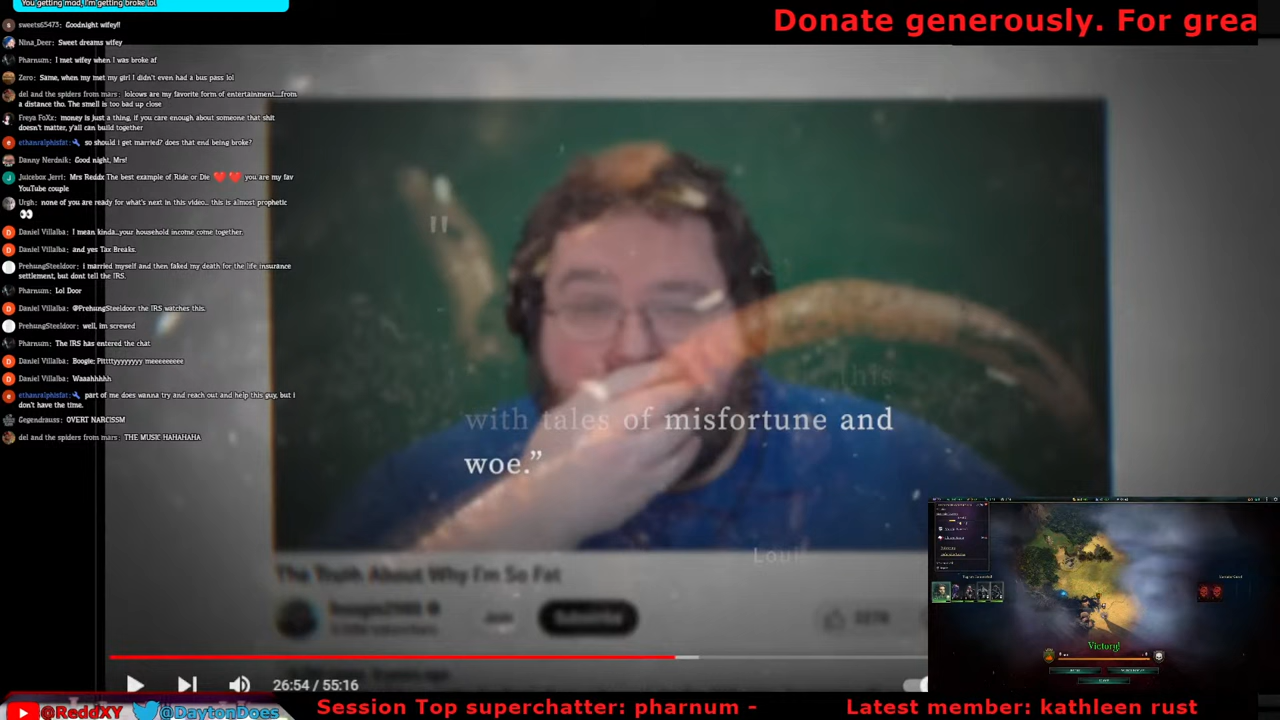 You getting mad, I'm getting broke lol
Donate generously. For grea
sweets65473: Goodnight wifey!!
Nina_Deer: Sweet dreams wifey
Pharnum: I met wifey when I was broke af
Zero: Same, when my met my girl I didn't even had a bus pass lol
del and the spiders from mars: lolcows are my favorite form of entertainment.....from
a distance tho. The smell is too bad up close
Freya FoXx: money is just a thing, if you care enough about someone that shit
doesn't matter, y'all can build together
ethanralphisfat: so should I get married? does that end being broke?
Danny Nerdnik: Good night, Mrs!
Juicebox Jerri: Mrs Reddx The best example of Ride or Die ❤️ ❤️ you are my fav
YouTube couple
Urgh: none of you are ready for what's next in this video... this is almost prophetic
👀
Daniel Villalba: I mean kinda...your household income come together.
Daniel Villalba: and yes Tax Breaks.
PrehungSteeldoor: i married myself and then faked my death for the life insurance
settlement, but dont tell the IRS.
Pharnum: Lol Door
Daniel Villalba: @PrehungSteeldoor the IRS watches this.
PrehungSteeldoor: well, im screwed
Pharnum: The IRS has entered the chat
Daniel Villalba: Boogie: Pittttyyyyyyy meeeeeeeee
Daniel Villalba: Waaahhhhh
ethanralphisfat: part of me does wanna try and reach out and help this guy, but I
don't have the time.
Gegendrauss: OVERT NARCISSM
del and the spiders from mars: THE MUSIC HAHAHAHA
"
this
with tales of misfortune and
woe.”
Loui
The Truth About Why I'm So Fat
boogie2988
Join
Subscribe
Victory!
26:54 / 55:16
@ReddXY
@DaytonDoes
Session Top superchatter: pharnum -
Latest member: kathleen rust